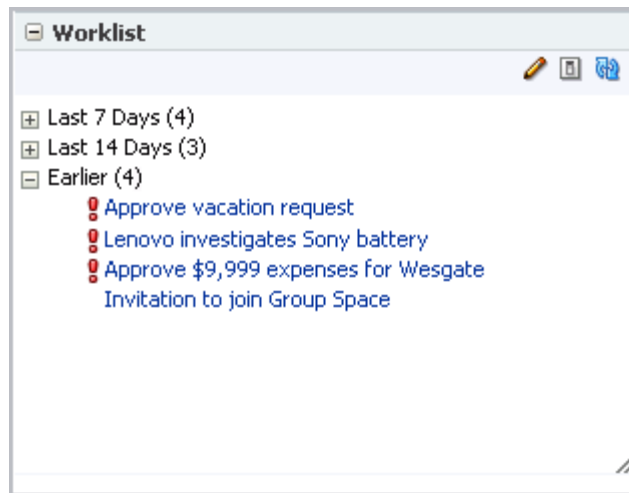 Worklist
Last 7 Days (4)
Last 14 Days (3)
Earlier (4)
Approve vacation request
Lenovo investigates Sony battery
Approve $9,999 expenses for Wesgate
Invitation to join Group Space